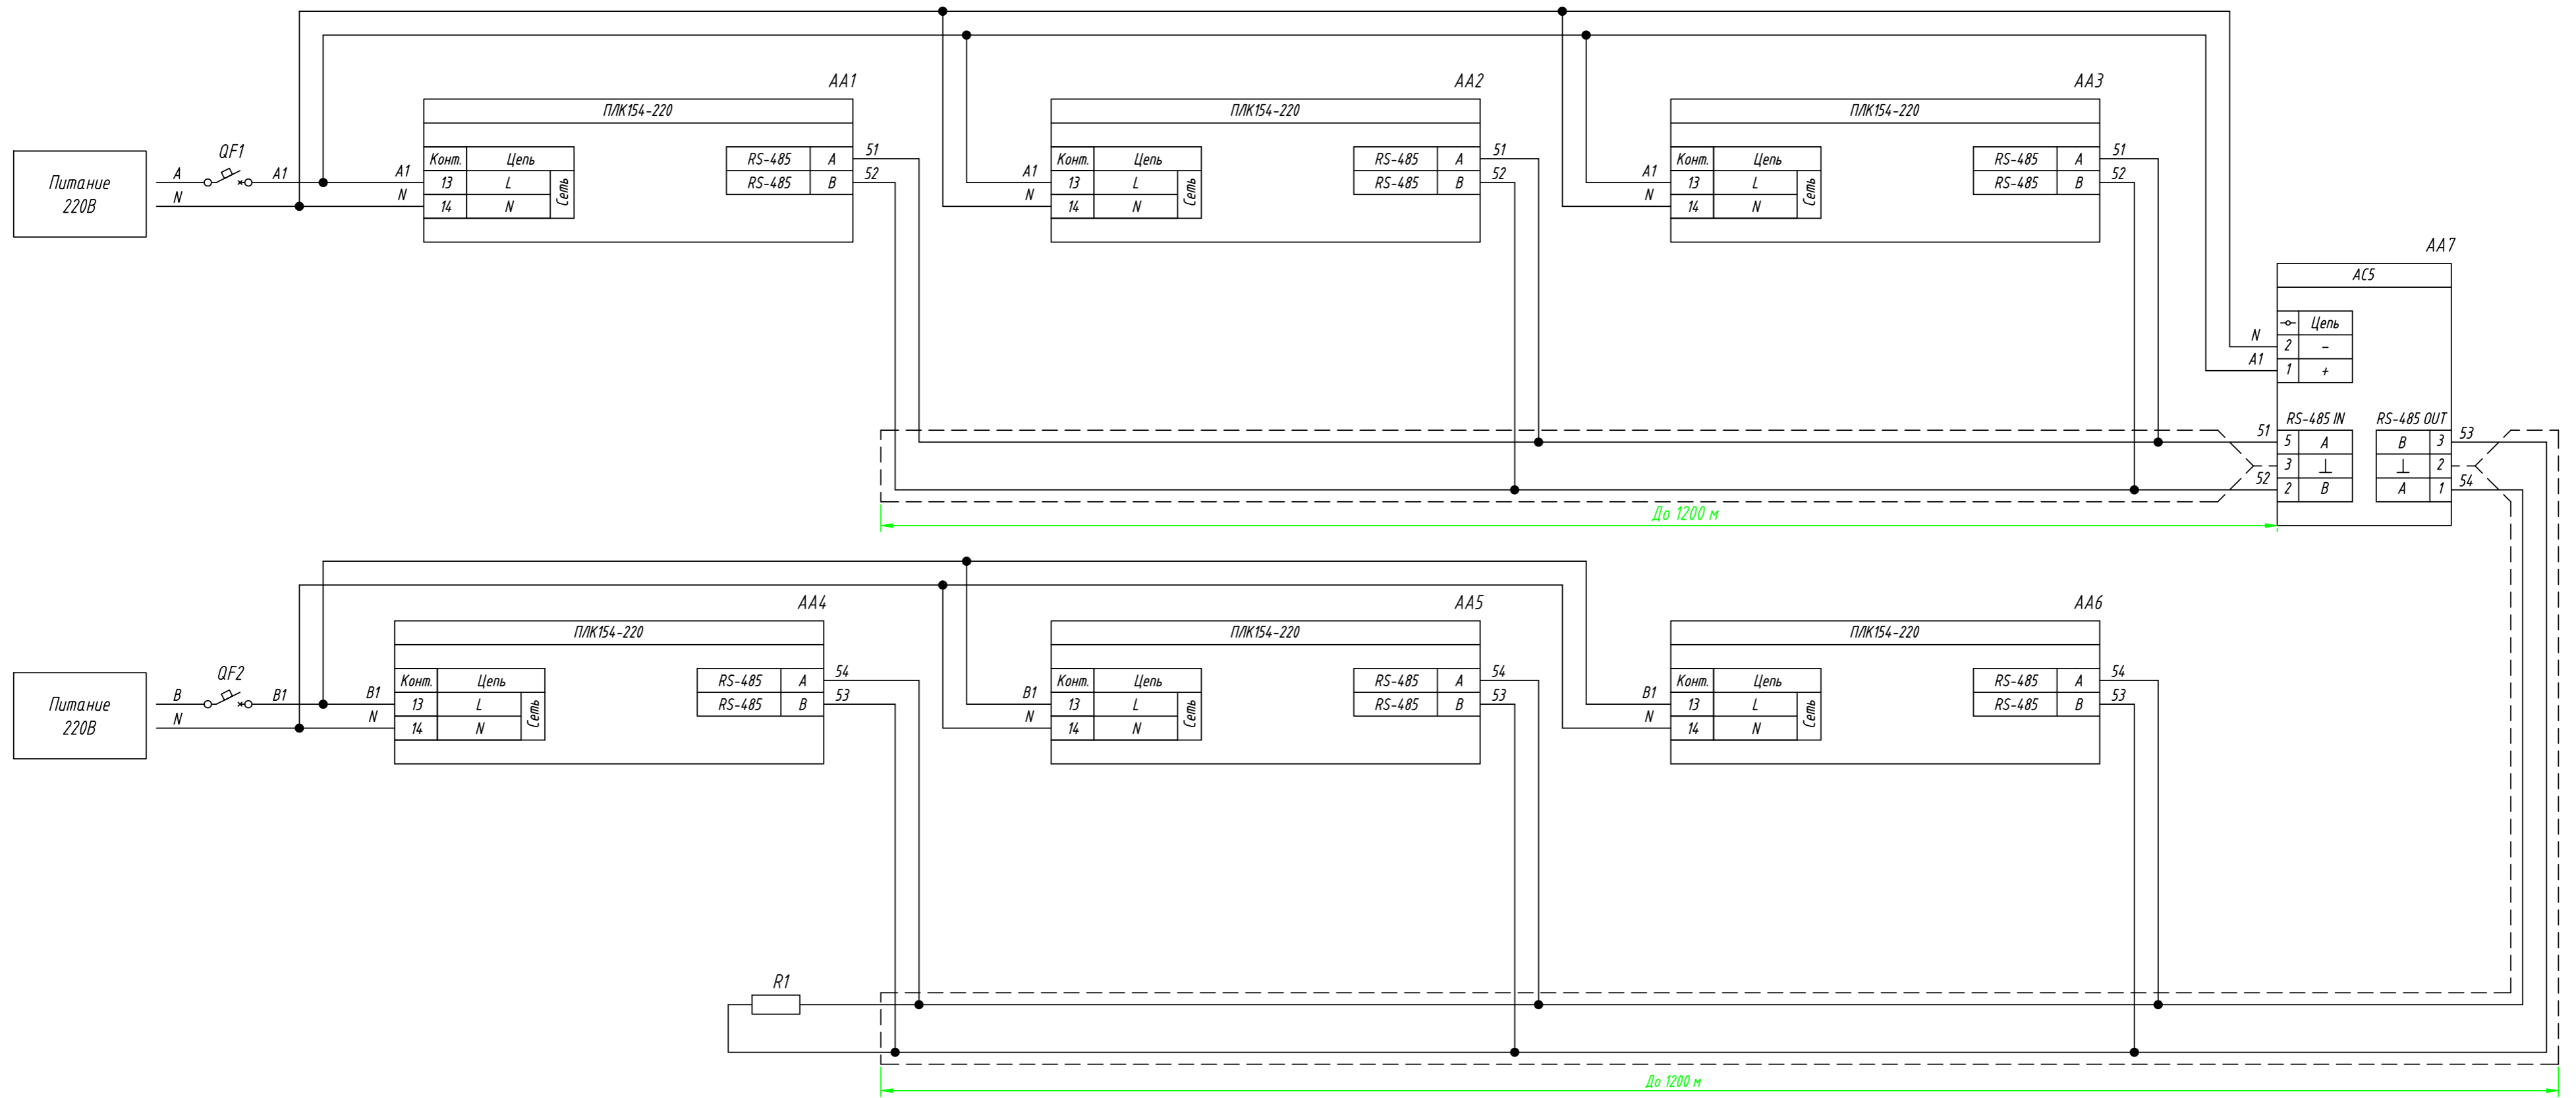 AA1
AA2
AA3
ПЛК154-220
ПЛК154-220
ПЛК154-220
Питание
220В
A
QF1
A1
N
A1
N
Конт. Цепь
13 L
14 N
Сеть
RS-485 A
RS-485 B
51
52
A1
N
Конт. Цепь
13 L
14 N
Сеть
RS-485 A
RS-485 B
51
52
A1
N
Конт. Цепь
13 L
14 N
Сеть
RS-485 A
RS-485 B
51
52
AA7
AC5
Цепь
N
2 –
A1
1 +
RS-485 IN
RS-485 OUT
51
5 A
3 ⊥
52
2 B
B 3
53
⊥ 2
A 1
54
До 1200 м
AA4
AA5
AA6
ПЛК154-220
ПЛК154-220
ПЛК154-220
Питание
220В
B
QF2
B1
N
B1
N
Конт. Цепь
13 L
14 N
Сеть
RS-485 A
RS-485 B
54
53
B1
N
Конт. Цепь
13 L
14 N
Сеть
RS-485 A
RS-485 B
54
53
B1
N
Конт. Цепь
13 L
14 N
Сеть
RS-485 A
RS-485 B
54
53
R1
До 1200 м